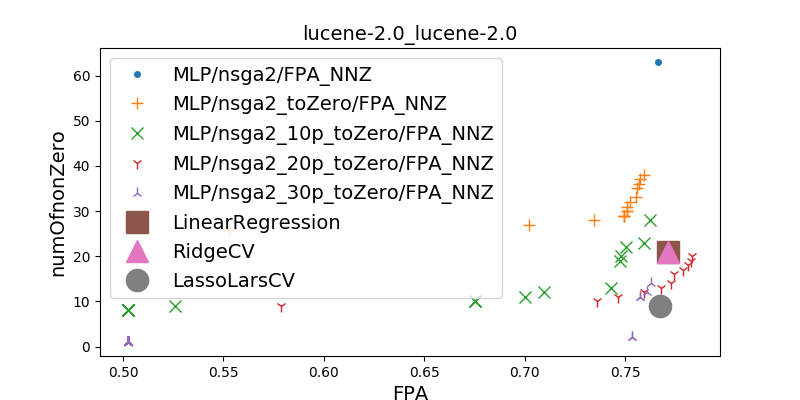 lucene-2.0_lucene-2.0
numOfnonZero
60
50
40
30
20
10
0
MLP/nsga2/FPA_NNZ
MLP/nsga2_toZero/FPA_NNZ
MLP/nsga2_10p_toZero/FPA_NNZ
MLP/nsga2_20p_toZero/FPA_NNZ
MLP/nsga2_30p_toZero/FPA_NNZ
LinearRegression
RidgeCV
LassoLarsCV
0.50 0.55 0.60 0.65 0.70 0.75
FPA